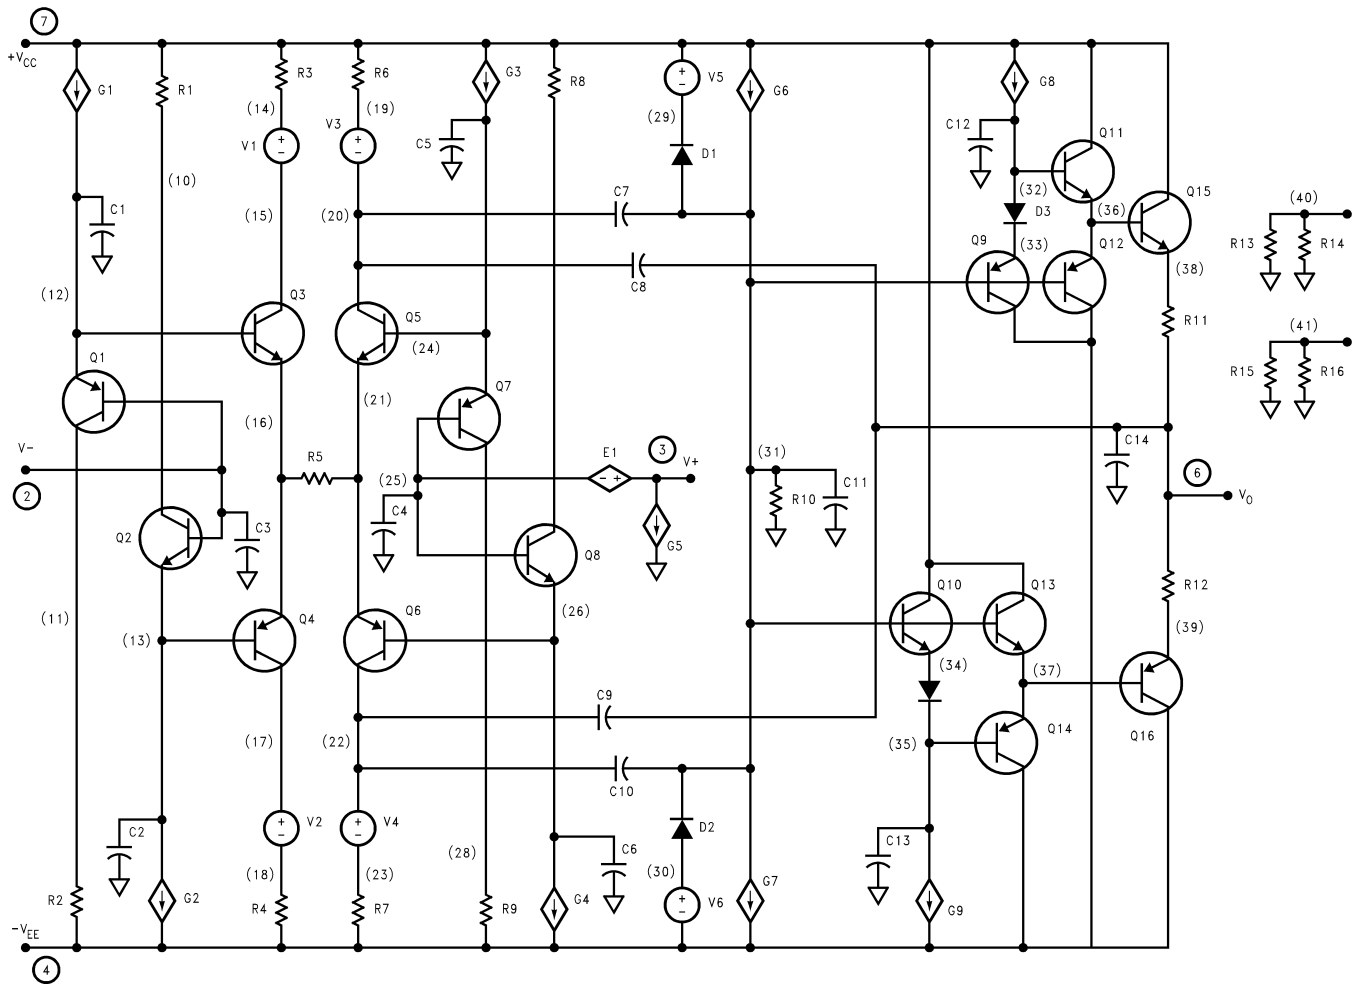 7
+VCC
G1
R1
R3
R6
G3
R8
V5
G6
G8
(14)
(19)
(29)
V1
V3
C5
D1
C12
Q11
(10)
(32)
D3
Q15
C1
(15)
(20)
C7
C8
(36)
(40)
R13
R14
Q9
(33)
Q12
(38)
(12)
Q3
Q5
(24)
R11
(41)
R15
R16
Q1
(16)
(21)
Q7
V-
2
R5
(25)
E1
3
V+
(31)
C14
6
VO
Q2
C3
C4
Q8
G5
R10
C11
(11)
(13)
Q4
Q6
(26)
Q10
Q13
R12
(39)
(34)
(37)
(17)
(22)
C9
C10
(35)
Q14
Q16
C2
V2
V4
D2
C6
C13
(18)
(23)
(28)
(30)
R2
G2
R4
R7
R9
G4
V6
G7
G9
-VEE
4